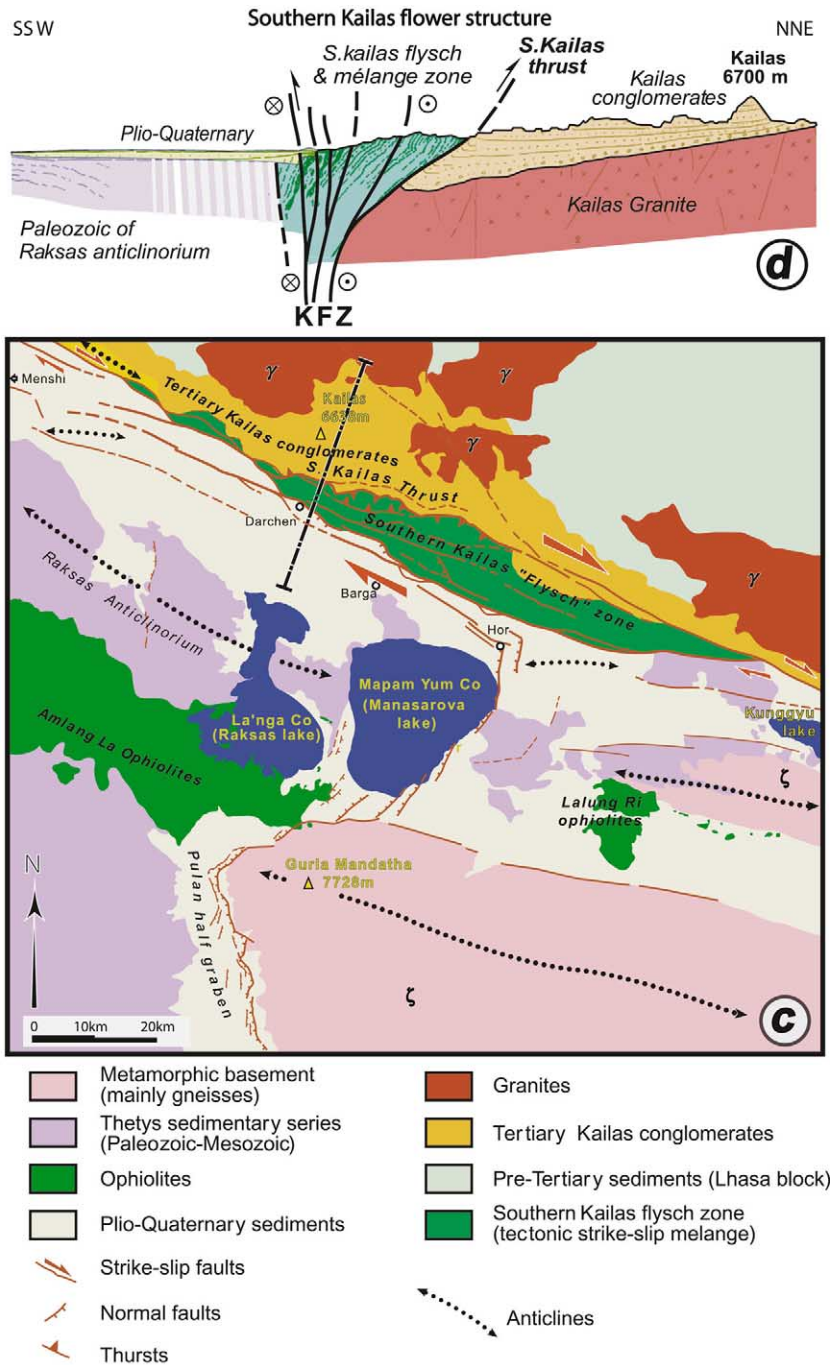 Southern Kailas flower structure
SSW
NNE
S.kailas flysch
& mélange zone
S.Kailas
thrust
Kailas
6700 m
Kailas
conglomerates
Plio-Quaternary
Paleozoic of
Raksas anticlinorium
Kailas Granite
KFZ
d
Menshi
γ
γ
γ
γ
Kailas
6638m
Tertiary Kailas conglomerates
S. Kailas Thrust
Darchen
Southern Kailas "Flysch" zone
Barga
Hor
Raksas Anticlinorium
Mapam Yum Co
(Manasarova
lake)
La'nga Co
(Raksas lake)
Kunggyu
lake
Amlang La Ophiolites
ζ
Lalung Ri
ophiolites
Gurla Mandatha
7728m
Pulan half graben
N
ζ
0 10km 20km
c
Metamorphic basement
(mainly gneisses)
Thetys sedimentary series
(Paleozoic-Mesozoic)
Ophiolites
Plio-Quaternary sediments
Strike-slip faults
Normal faults
Thursts
Granites
Tertiary Kailas conglomerates
Pre-Tertiary sediments (Lhasa block)
Southern Kailas flysch zone
(tectonic strike-slip melange)
Anticlines